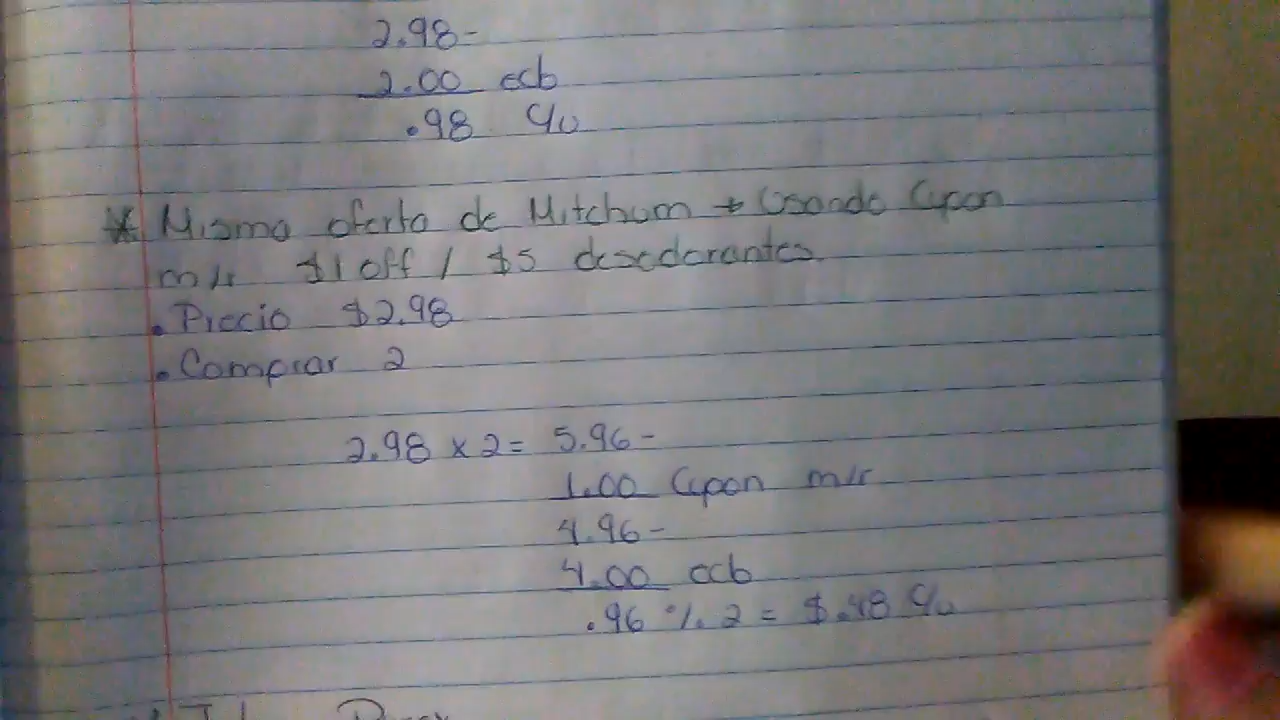 2.98-
2.00 ecb
.98 c/u
* Misma oferta de Mitchum + Usando Cupon
m/r $1 off / $5 desodorantes.
. Precio $2.98
. Comprar 2
2.98 x 2 = 5.96-
1.00 Cupon m/r
4.96-
4.00 ecb
.96 % 2 = $.48 c/u